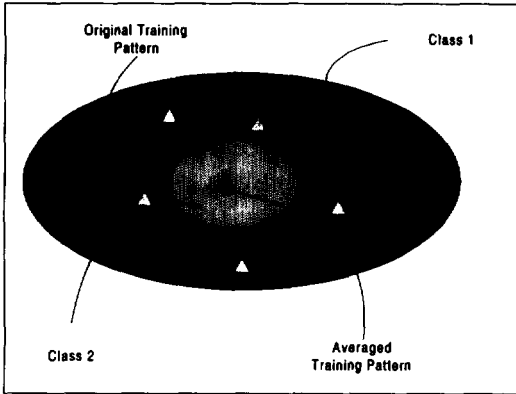 Original Training
Pattern
Class 1
Class 2
Averaged
Training Pattern